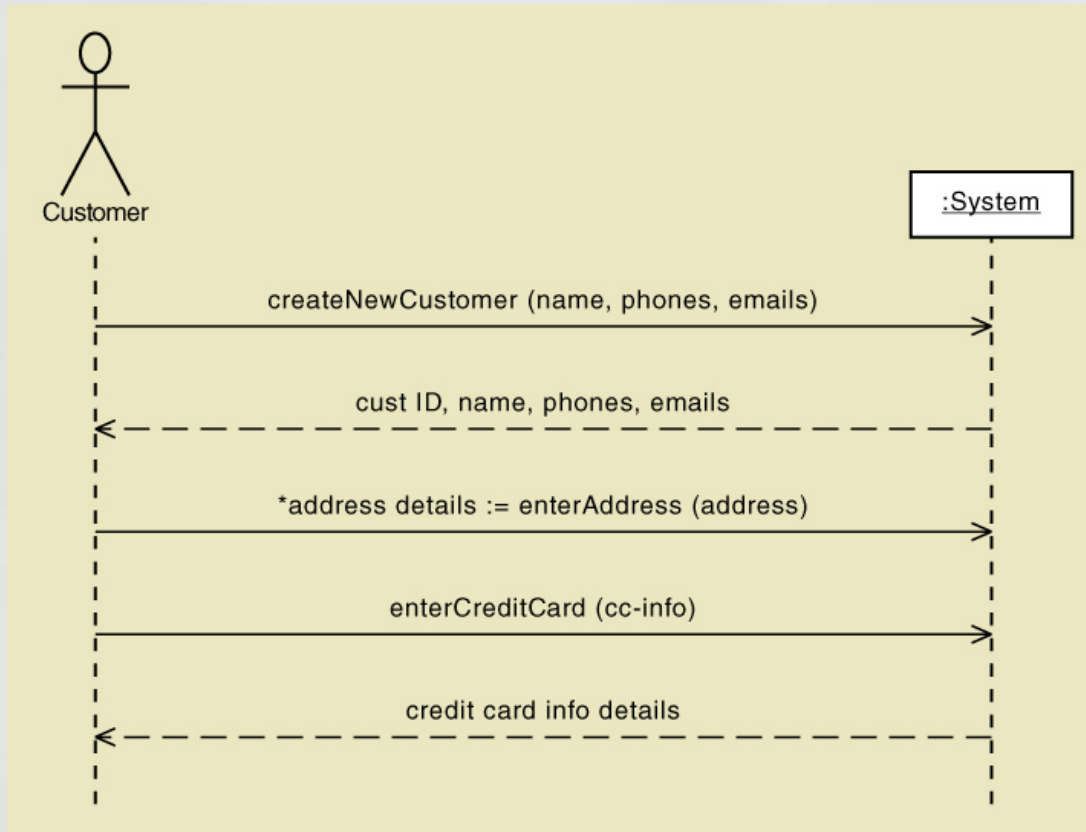 Customer
:System
createNewCustomer (name, phones, emails)
cust ID, name, phones, emails
*address details := enterAddress (address)
enterCreditCard (cc-info)
credit card info details